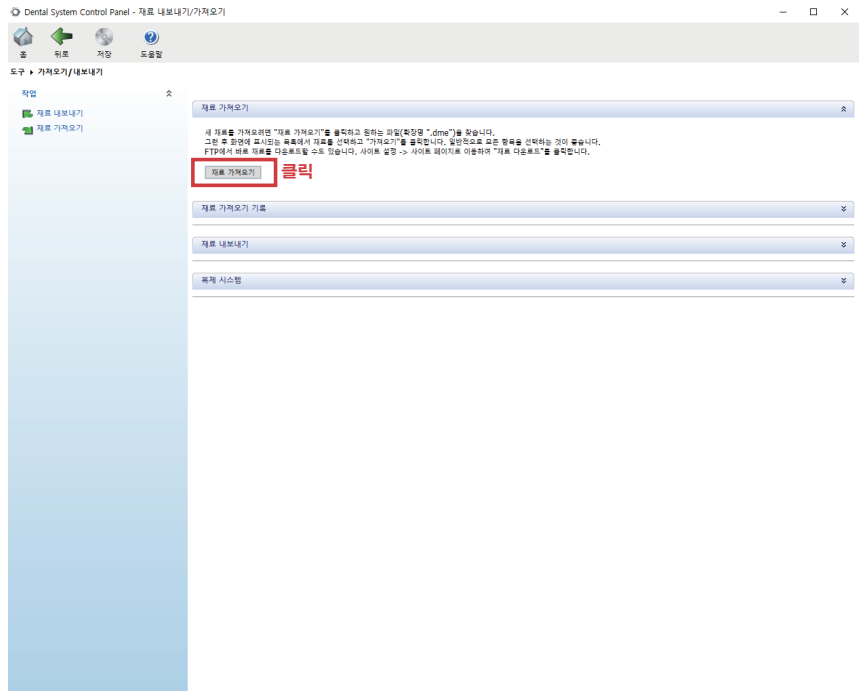 Dental System Control Panel - 재료 내보내기/가져오기
홈 뒤로 저장 도움말
도구 ▸ 가져오기/내보내기
작업
재료 내보내기
재료 가져오기
재료 가져오기
새 재료를 가져오려면 "재료 가져오기"를 클릭하고 원하는 파일(확장명 ".dme")을 찾습니다.
그런 후 화면에 표시되는 목록에서 재료를 선택하고 "가져오기"를 클릭합니다. 일반적으로 모든 항목을 선택하는 것이 좋습니다.
FTP에서 바로 재료를 다운로드할 수도 있습니다. 사이트 설정 -> 사이트 페이지로 이동하여 "재료 다운로드"를 클릭합니다.
재료 가져오기 클릭
재료 가져오기 기록
재료 내보내기
복제 시스템